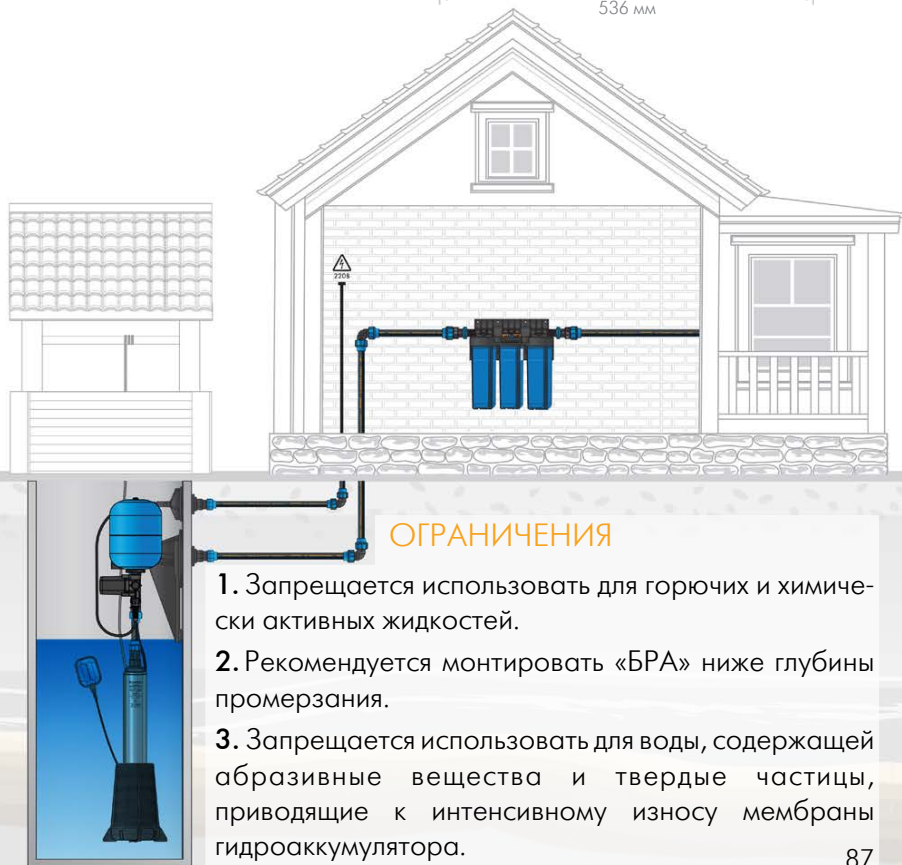 536 мм
220В
ОГРАНИЧЕНИЯ
1. Запрещается использовать для горючих и химиче-
ски активных жидкостей.
2. Рекомендуется монтировать «БРА» ниже глубины
промерзания.
3. Запрещается использовать для воды, содержащей
абразивные вещества и твердые частицы,
приводящие к интенсивному износу мембраны
гидроаккумулятора.
87